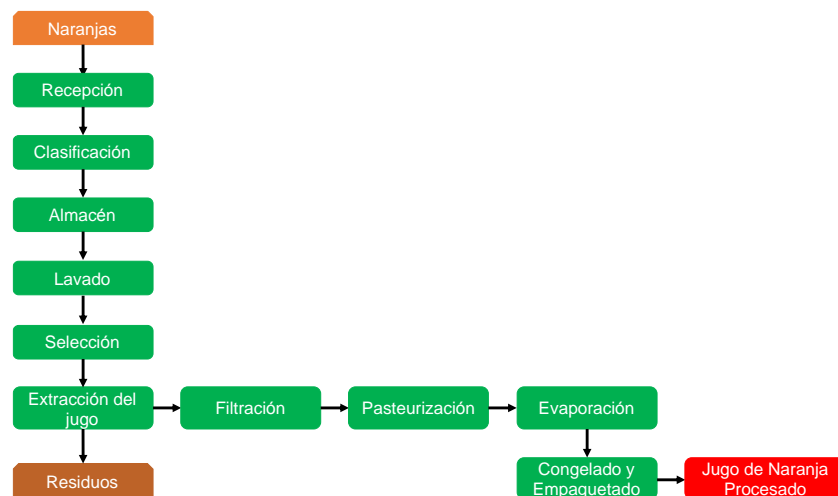 Naranjas
Recepción
Clasificación
Almacén
Lavado
Selección
Extracción del
jugo
Filtración
Pasteurización
Evaporación
Residuos
Congelado y
Empaquetado
Jugo de Naranja
Procesado